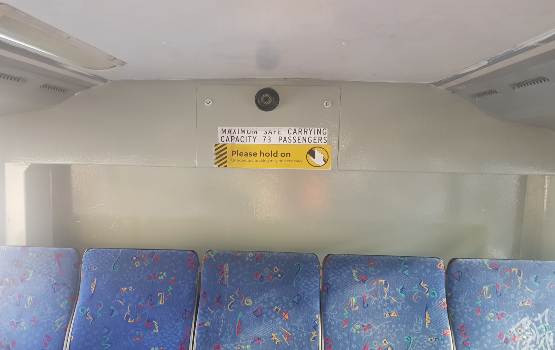 MAXIMUM SAFE CARRYING
CAPACITY 73 PASSENGERS
Please hold on